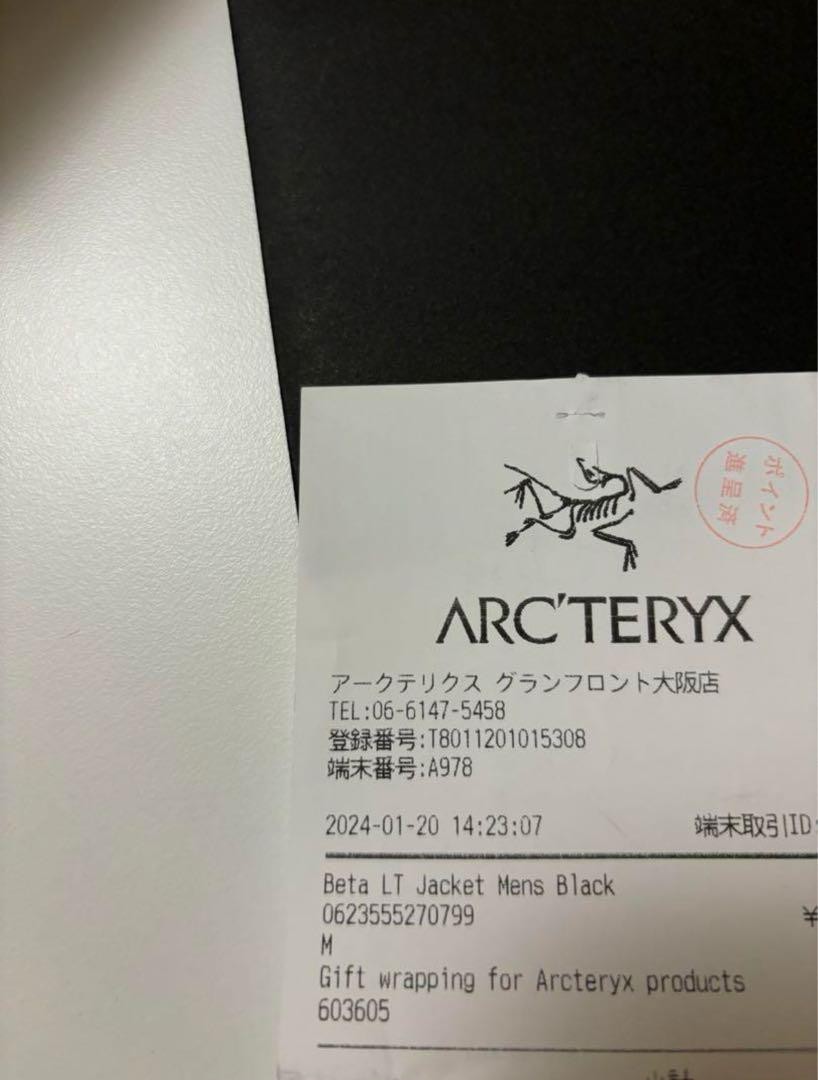 ポイント
進呈済
ARC'TERYX
アークテリクス グランフロント大阪店
TEL:06-6147-5458
登録番号:T8011201015308
端末番号:A978
2024-01-20 14:23:07 端末取引ID:
Beta LT Jacket Mens Black
0623555270799 ¥
M
Gift wrapping for Arcteryx products
603605